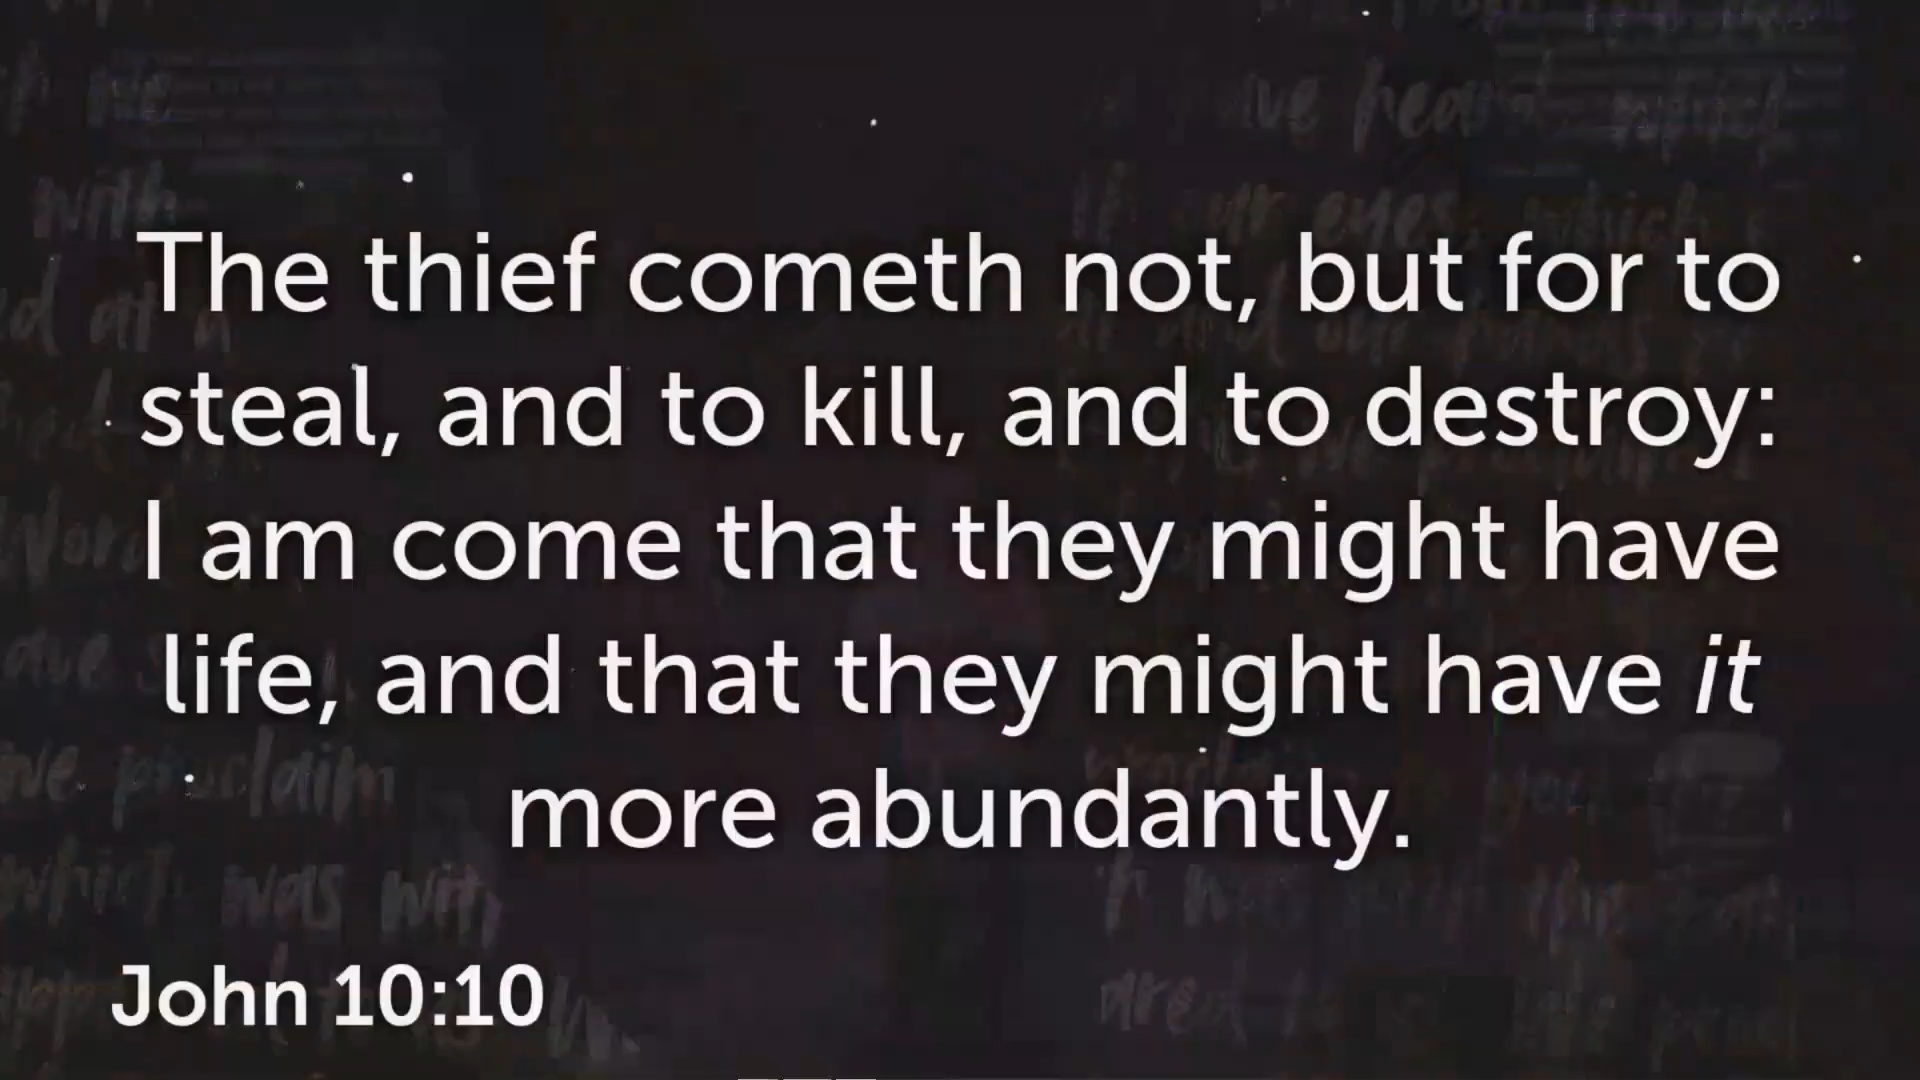 The thief cometh not, but for to
steal, and to kill, and to destroy:
I am come that they might have
life, and that they might have it
more abundantly.
John 10:10